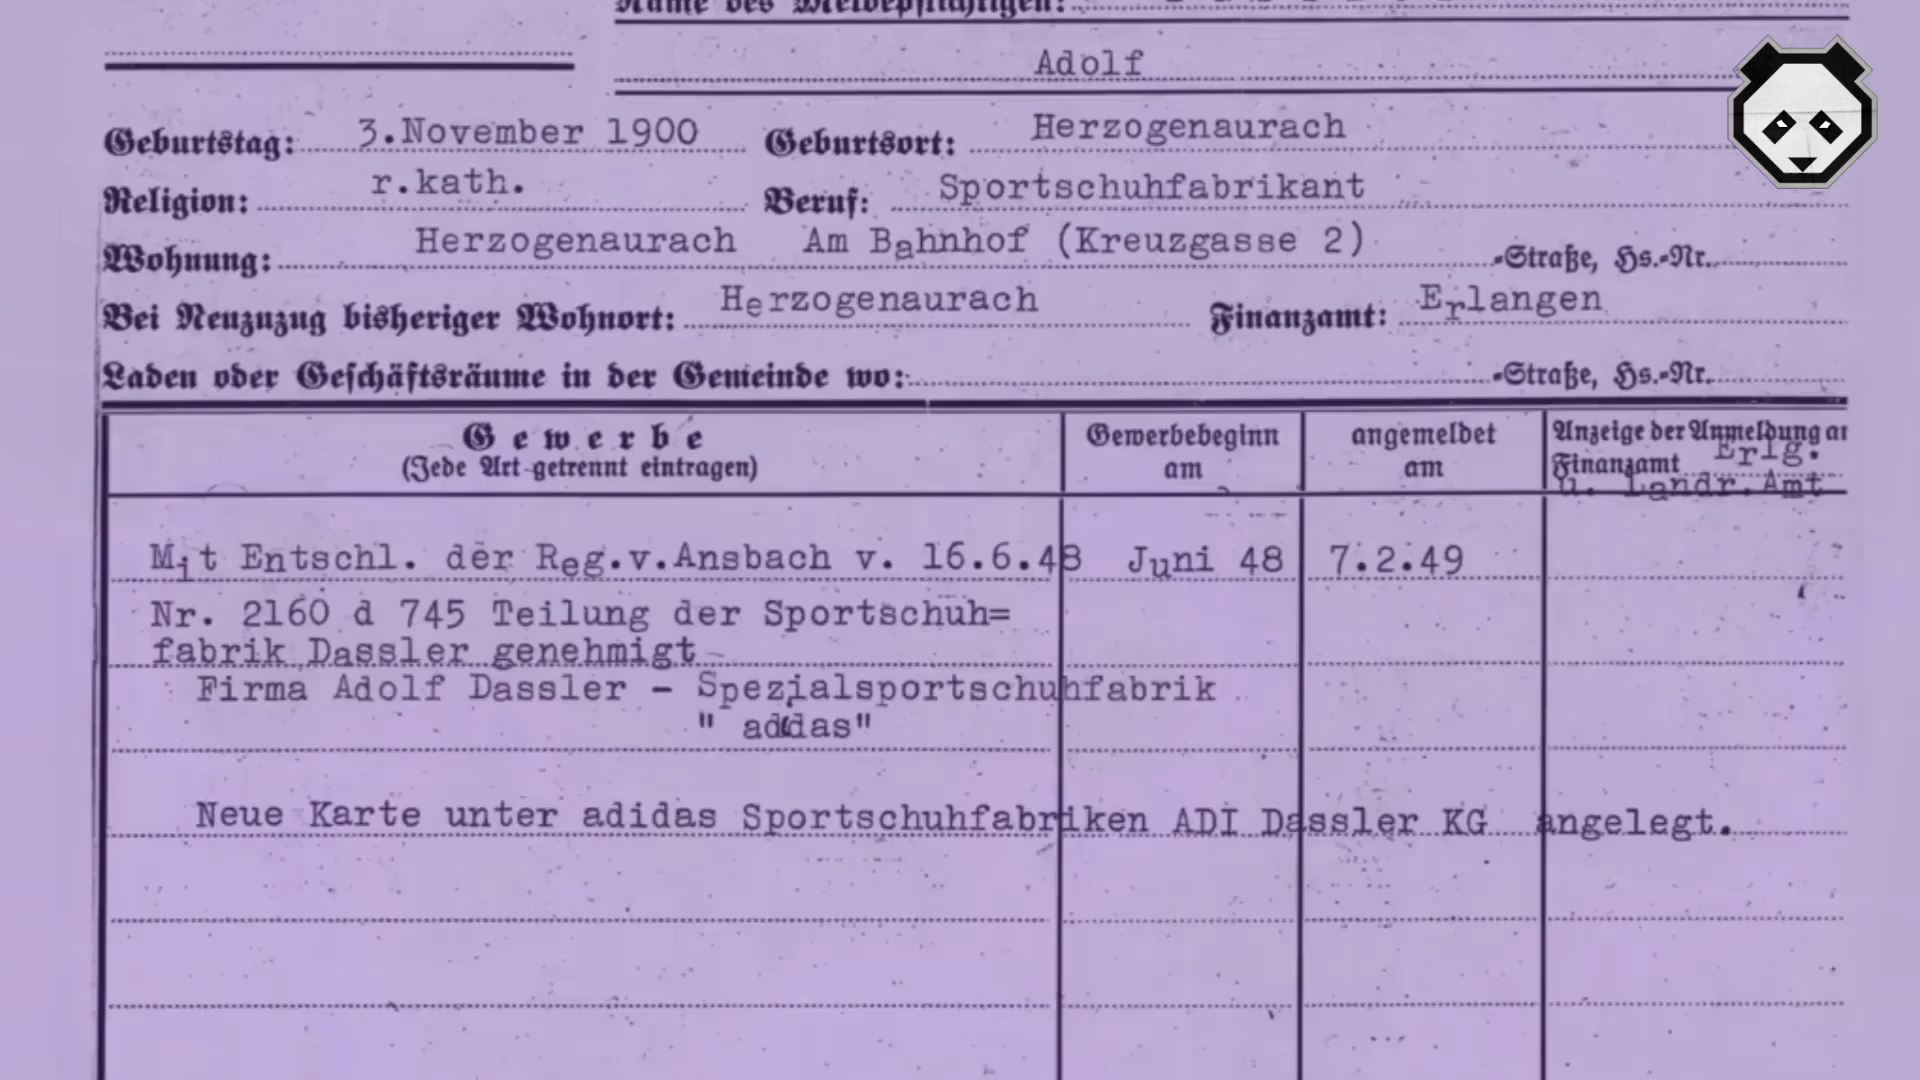 Name des Meldepflichtigen:
Adolf
Geburtstag: 3.November 1900 Geburtsort: Herzogenaurach
Religion: r.kath. Beruf: Sportschuhfabrikant
Wohnung: Herzogenaurach Am Bahnhof (Kreuzgasse 2) -Straße, Hs.-Nr.
Bei Neuzuzug bisheriger Wohnort: Herzogenaurach Finanzamt: Erlangen
Laden oder Geschäftsräume in der Gemeinde wo: -Straße, Hs.-Nr.
Gewerbe Gewerbebeginn angemeldet Anzeige der Anmeldung an
(Jede Art getrennt eintragen) am am Finanzamt Erlg.
u. Landr.Amt
Mit Entschl. der Reg.v.Ansbach v. 16.6.48 Juni 48 7.2.49
Nr. 2160 d 745 Teilung der Sportschuh=
fabrik Dassler genehmigt
Firma Adolf Dassler - Spezialsportschuhfabrik
" addas"
Neue Karte unter adidas Sportschuhfabriken ADI Dassler KG angelegt.